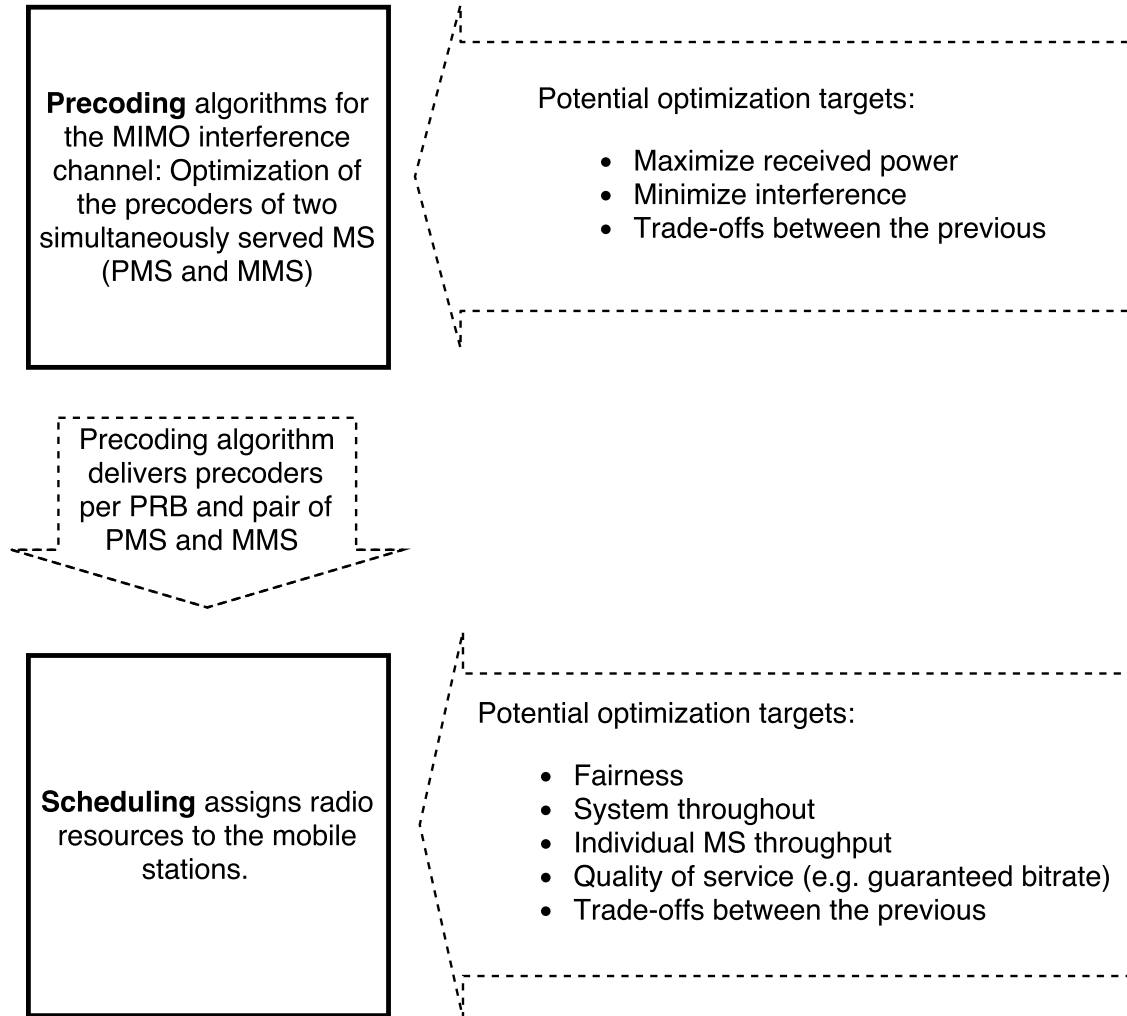 Precoding algorithms for
the MIMO interference
channel: Optimization of
the precoders of two
simultaneously served MS
(PMS and MMS)
Potential optimization targets:
• Maximize received power
• Minimize interference
• Trade-offs between the previous
Precoding algorithm
delivers precoders
per PRB and pair of
PMS and MMS
Scheduling assigns radio
resources to the mobile
stations.
Potential optimization targets:
• Fairness
• System throughout
• Individual MS throughput
• Quality of service (e.g. guaranteed bitrate)
• Trade-offs between the previous